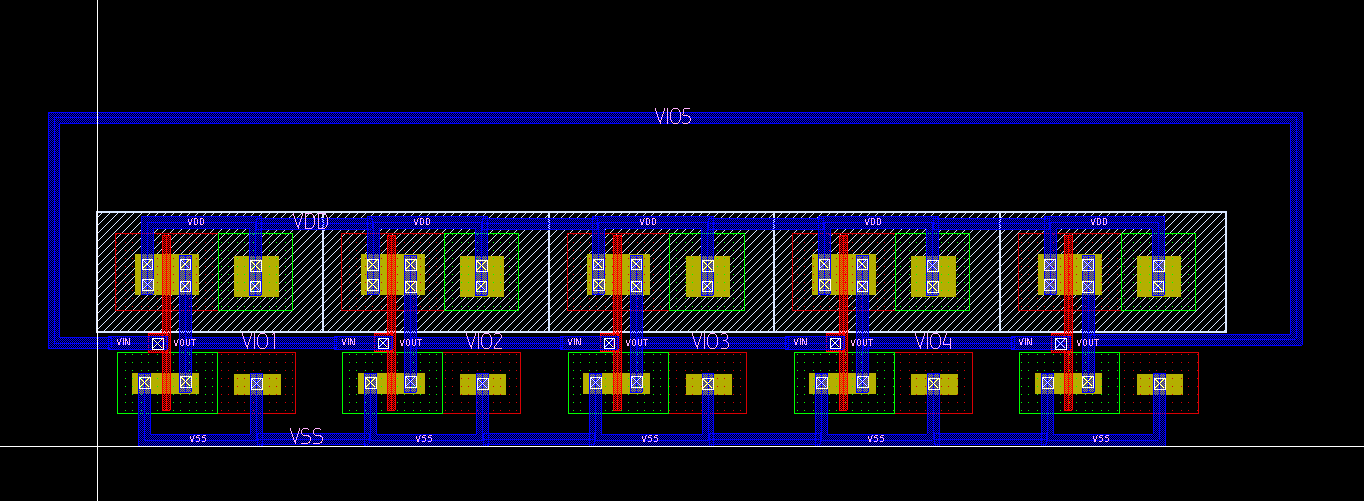 VIO5
VDD VDD VDD VDD VDD VDD
VIN VOUT VIO1 VIN VOUT VIO2 VIN VOUT VIO3 VIN VOUT VIO4 VIN VOUT
VSS VSS VSS VSS VSS VSS